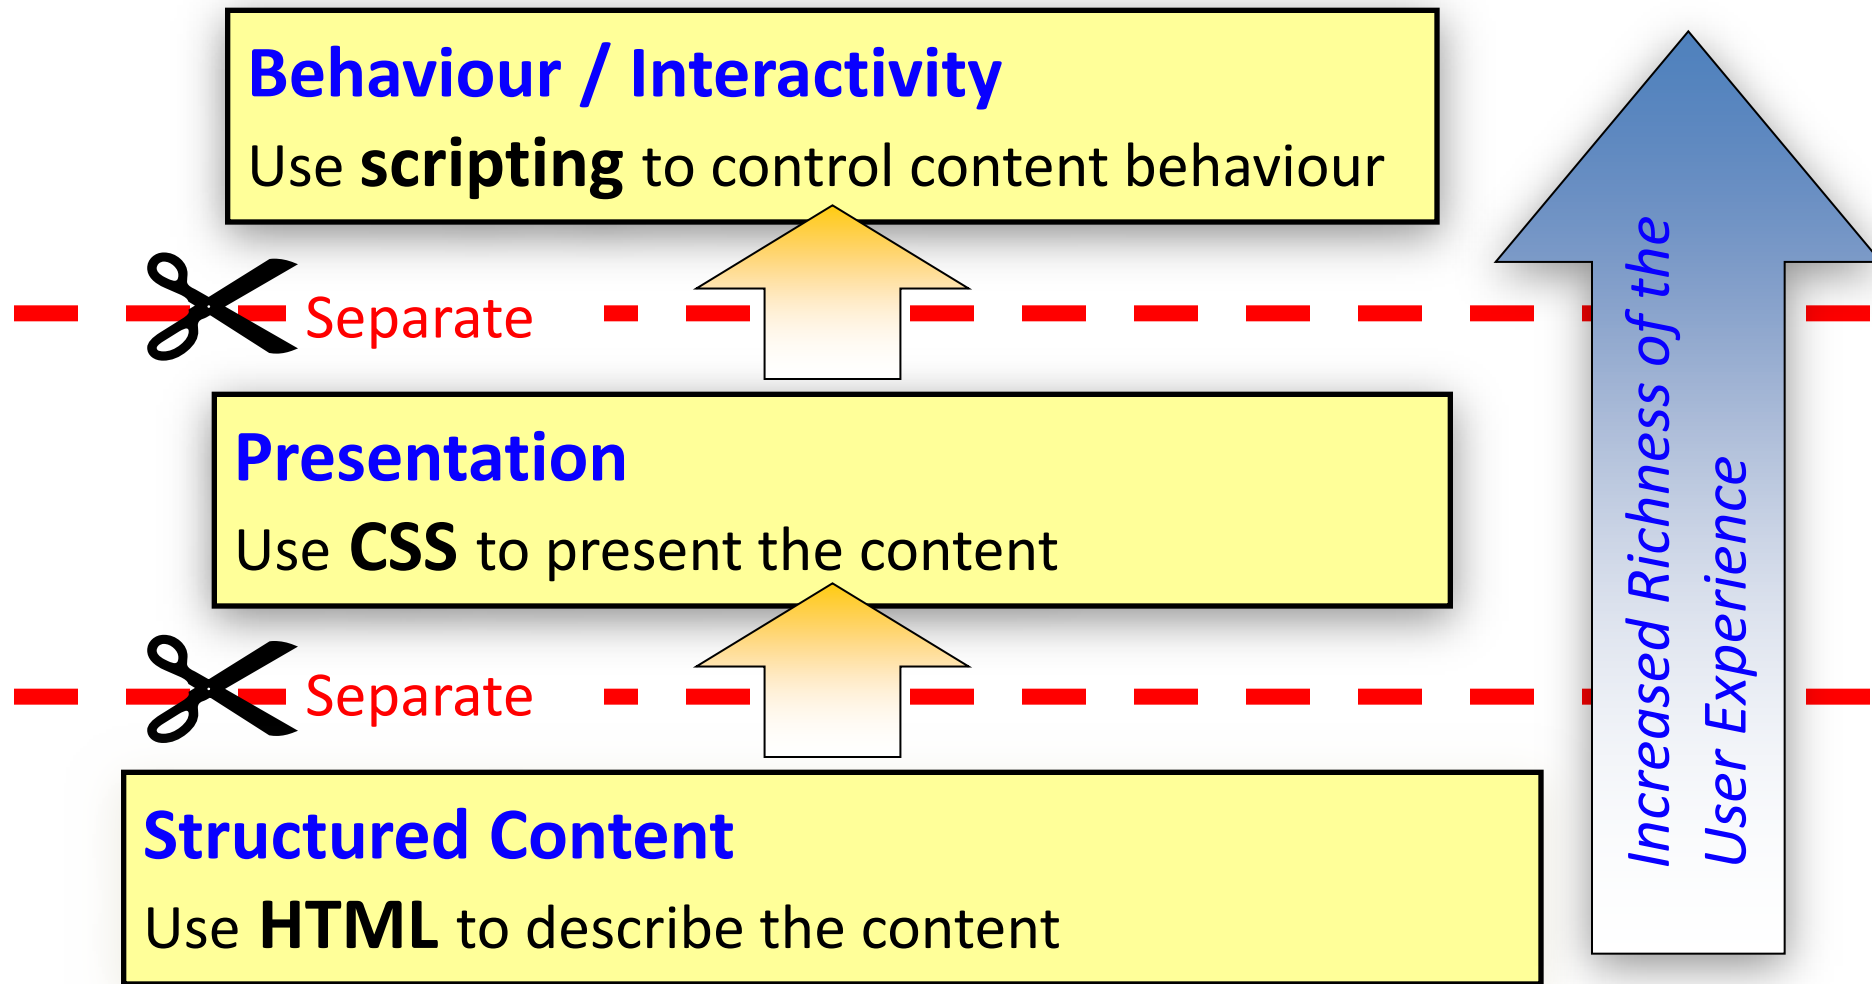 Behaviour / Interactivity
Use scripting to control content behaviour
Separate
Presentation
Use CSS to present the content
Separate
Structured Content
Use HTML to describe the content
Increased Richness of the
User Experience